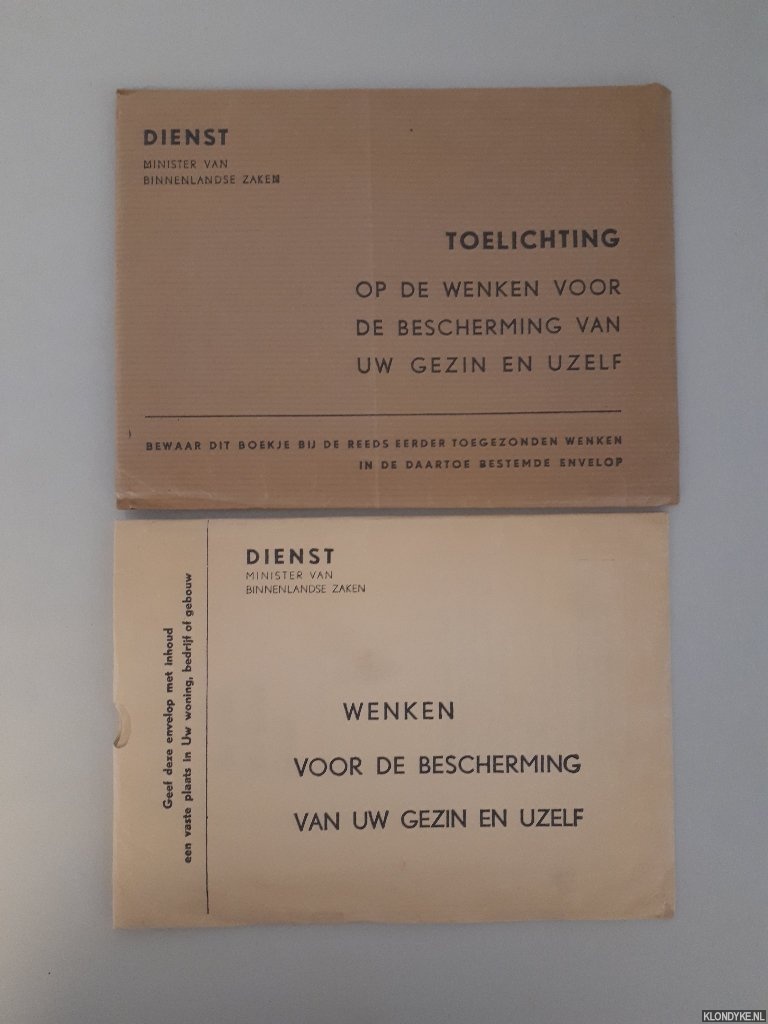 DIENST
MINISTER VAN
BINNENLANDSE ZAKEN
TOELICHTING
OP DE WENKEN VOOR
DE BESCHERMING VAN
UW GEZIN EN UZELF
BEWAAR DIT BOEKJE BIJ DE REEDS EERDER TOEGEZONDEN WENKEN
IN DE DAARTOE BESTEMDE ENVELOP
Geef deze envelop met inhoud
een vaste plaats in Uw woning, bedrijf of gebouw
DIENST
MINISTER VAN
BINNENLANDSE ZAKEN
WENKEN
VOOR DE BESCHERMING
VAN UW GEZIN EN UZELF
KLONDYKE.NL